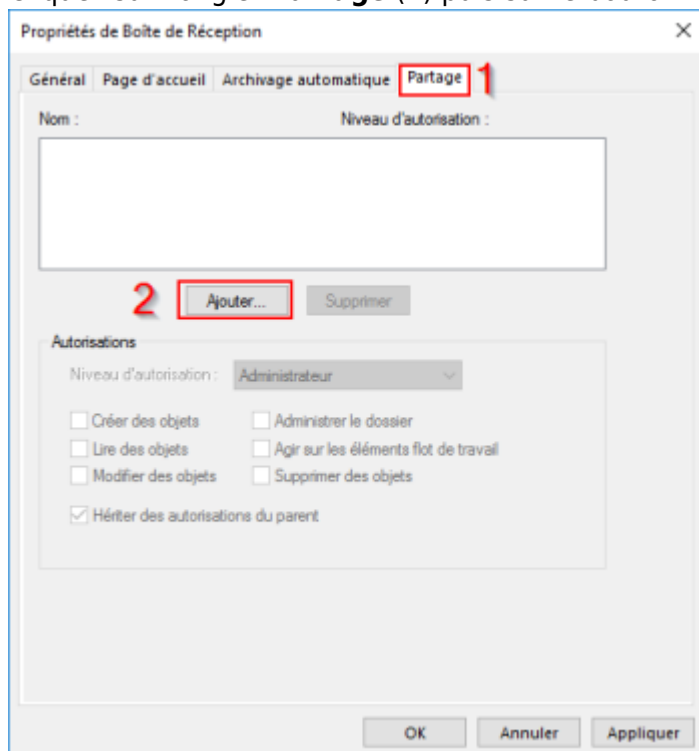 Propriétés de Boîte de Réception
Général Page d'accueil Archivage automatique Partage 1
Nom : Niveau d'autorisation :
2 Ajouter... Supprimer
Autorisations
Niveau d'autorisation : Administrateur
Créer des objets Administrer le dossier
Lire des objets Agir sur les éléments flot de travail
Modifier des objets Supprimer des objets
Hériter des autorisations du parent
OK Annuler Appliquer